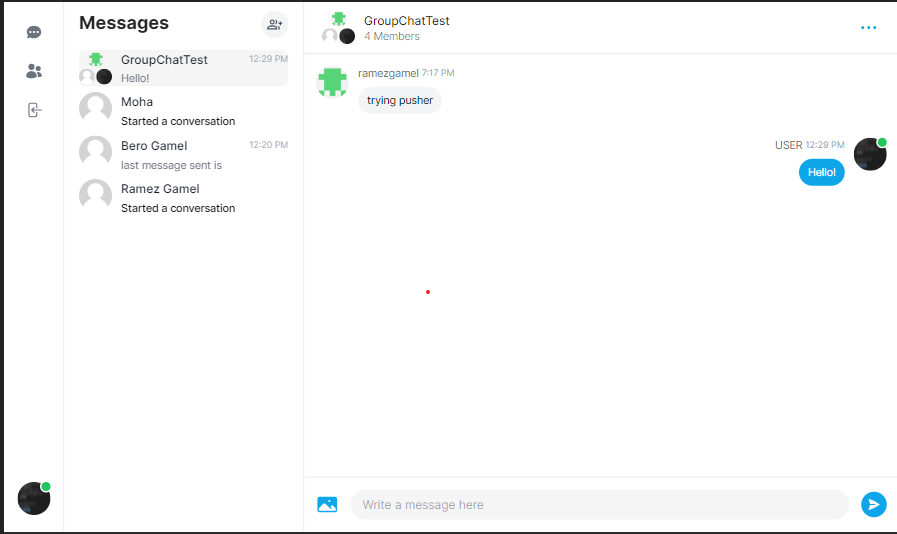 Messages
GroupChatTest 12:29 PM
Hello!
Moha
Started a conversation
Bero Gamel 12:20 PM
last message sent is
Ramez Gamel
Started a conversation
GroupChatTest
4 Members
ramezgamel 7:17 PM
trying pusher
USER 12:29 PM
Hello!
Write a message here